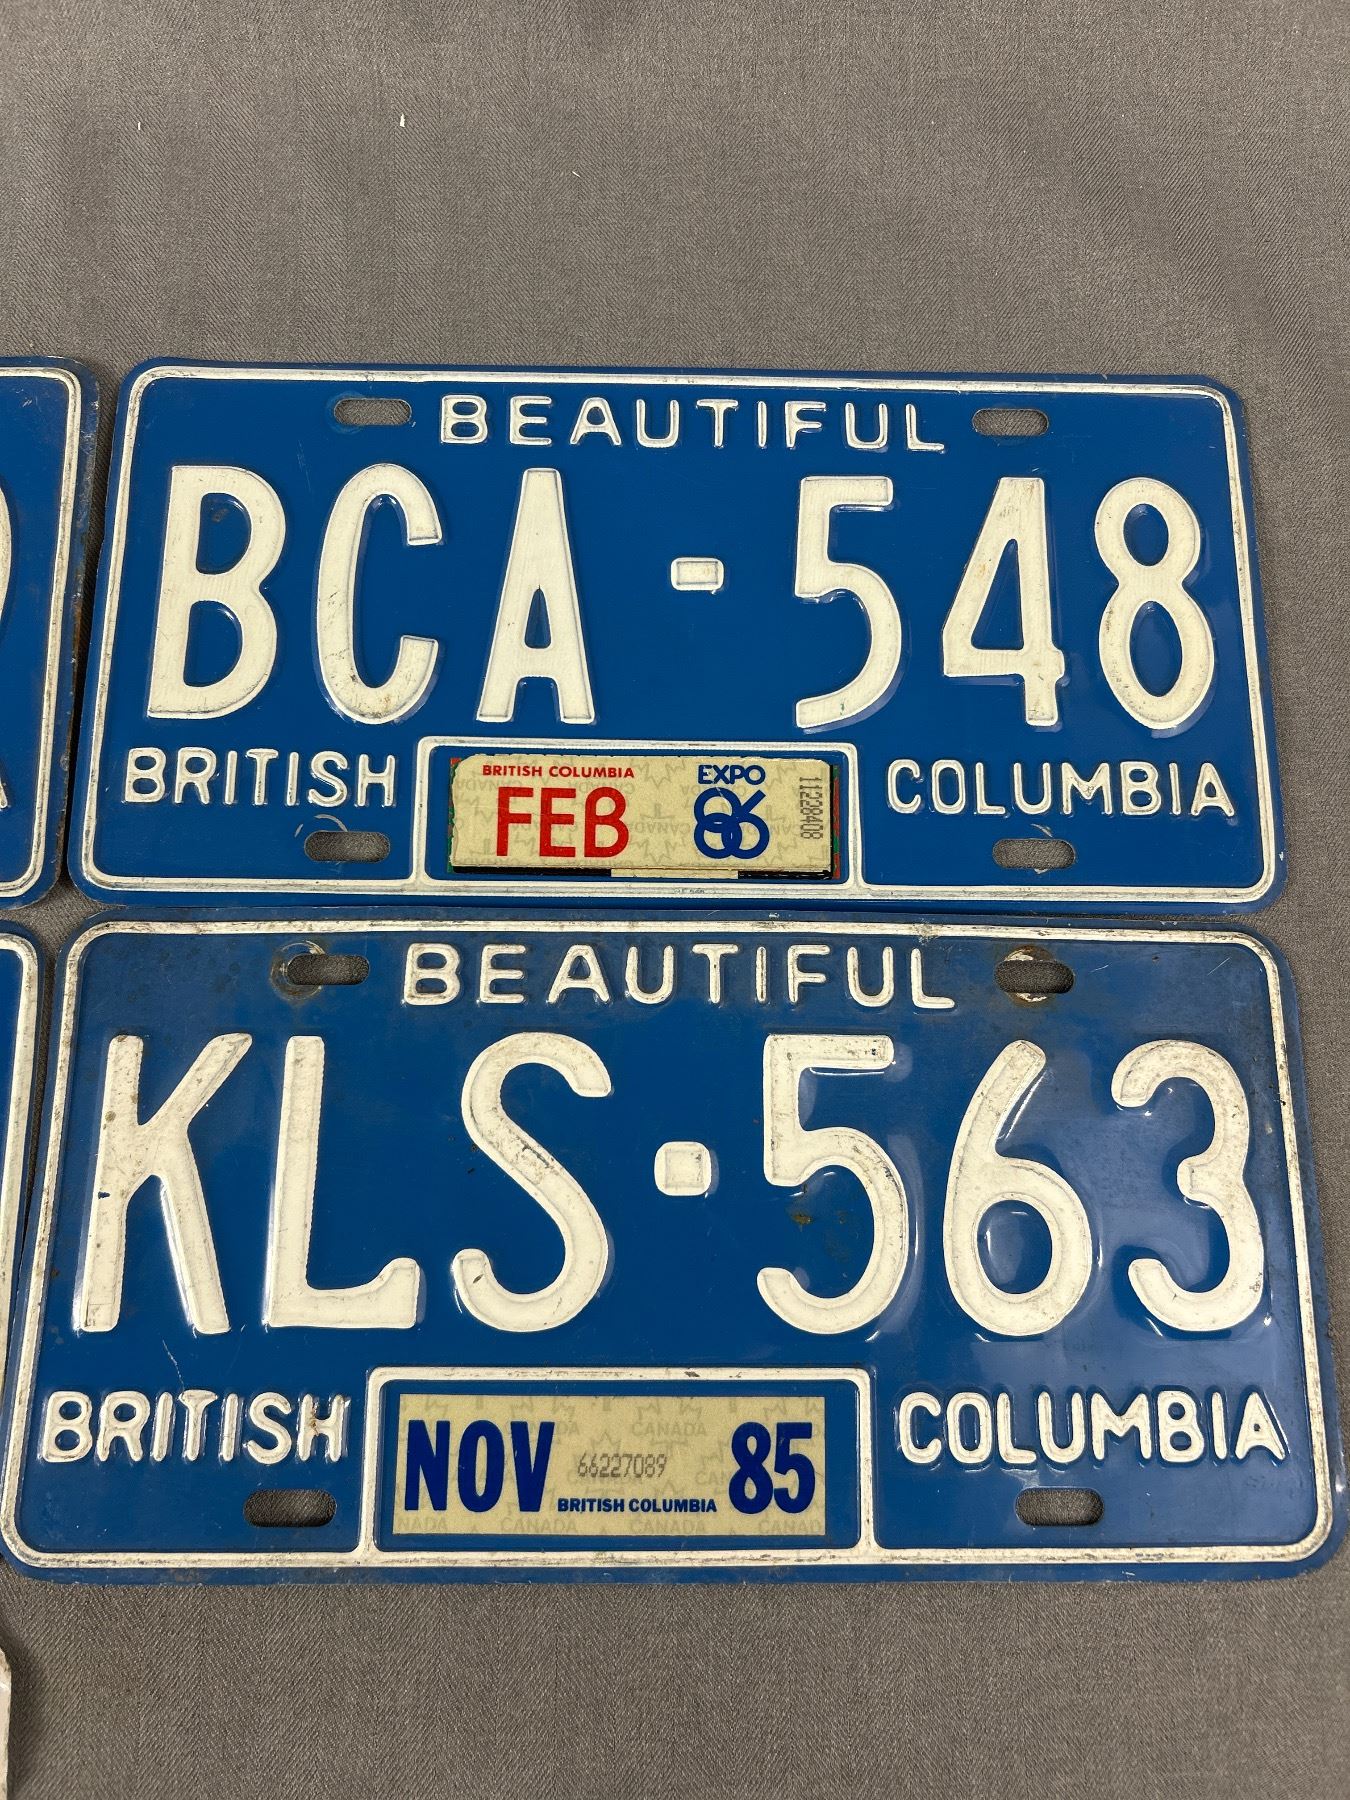 BEAUTIFUL
BCA-548
BRITISH COLUMBIA
BRITISH COLUMBIA EXPO
FEB 86
11228408
BEAUTIFUL
KLS-563
BRITISH COLUMBIA
NOV 66227089 85
BRITISH COLUMBIA